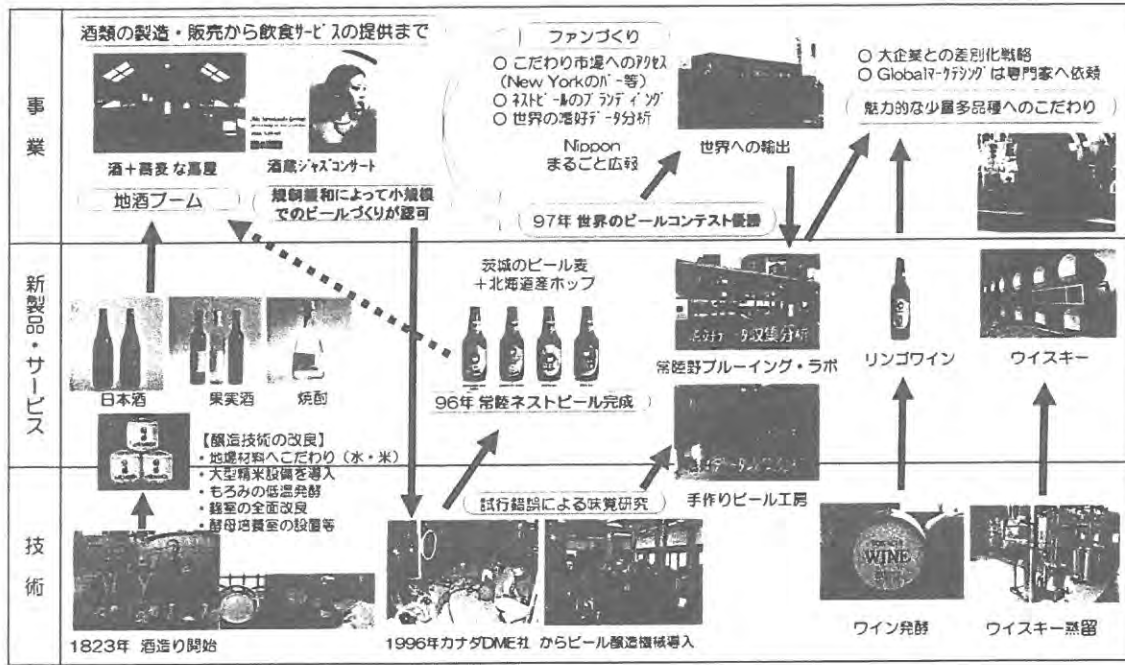 事業
酒類の製造・販売から飲食サービスの提供まで
酒+蕎麦 な嘉屋
酒蔵ジャズコンサート
地酒ブーム
規制緩和によって小規模
でのビールづくりが認可
ファンづくり
○ こだわり市場へのアクセス
(New Yorkのバー等)
○ ネストビールのブランディング
○ 世界の嗜好データ分析
Nippon
まるごと広報
世界への輸出
97年 世界のビールコンテスト優勝
○ 大企業との差別化戦略
○ Globalマーケティングは専門家へ依頼
魅力的な少量多品種へのこだわり
新製品・サービス
日本酒
果実酒
焼酎
【醸造技術の改良】
・地場材料へこだわり(水・米)
・大型精米設備を導入
・もろみの低温発酵
・麹室の全面改良
・酵母培養室の設置等
茨城のビール麦
+北海道産ホップ
96年 常陸ネストビール完成
嗜好データ収集分析
常陸野ブルーイング・ラボ
手作りビール工房
リンゴワイン
ウイスキー
技術
1823年 酒造り開始
試行錯誤による味覚研究
1996年カナダDME社 からビール醸造機械導入
WINE
ワイン発酵
ウイスキー蒸留